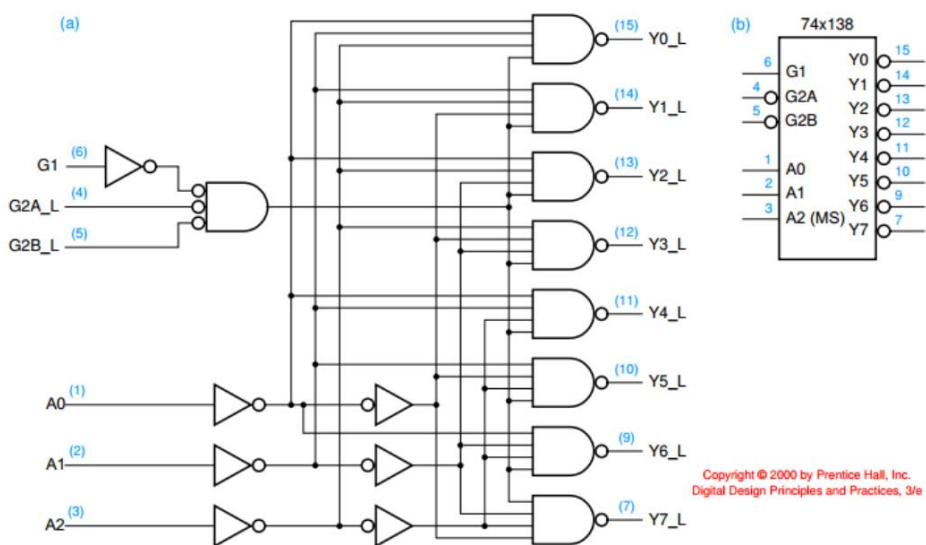 (a)
(15) Y0_L
(14) Y1_L
(13) Y2_L
(12) Y3_L
(11) Y4_L
(10) Y5_L
(9) Y6_L
(7) Y7_L
G1 (6)
G2A_L (4)
G2B_L (5)
A0 (1)
A1 (2)
A2 (3)
(b)
74x138
6 G1
4 G2A
5 G2B
1 A0
2 A1
3 A2 (MS)
Y0 15
Y1 14
Y2 13
Y3 12
Y4 11
Y5 10
Y6 9
Y7 7
Copyright © 2000 by Prentice Hall, Inc.
Digital Design Principles and Practices, 3/e